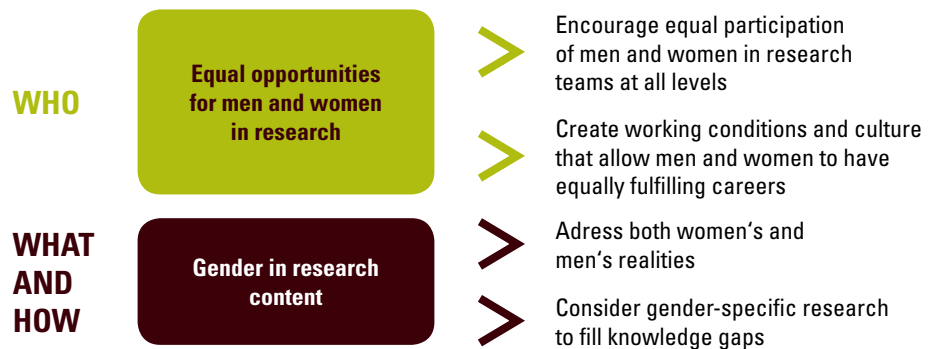 WHO
Equal opportunities
for men and women
in research
Encourage equal participation
of men and women in research
teams at all levels
Create working conditions and culture
that allow men and women to have
equally fulfilling careers
WHAT
AND
HOW
Gender in research
content
Adress both women‘s and
men‘s realities
Consider gender-specific research
to fill knowledge gaps